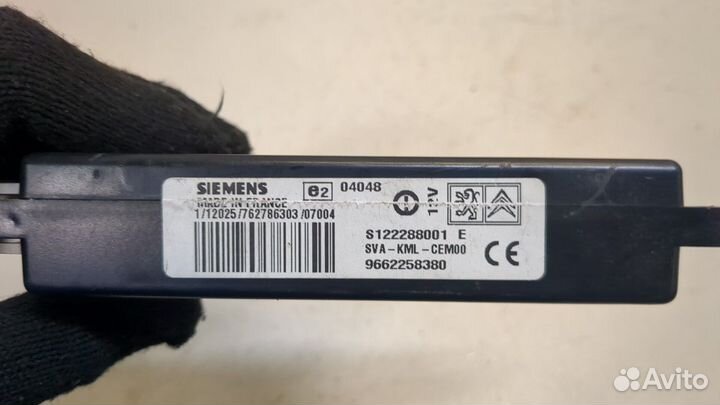 SIEMENS e2 04048
MADE IN FRANCE
1/12025/762786303/07004
12V
S122288001 E
SVA-KML-CEM00
9662258380
CE
Avito